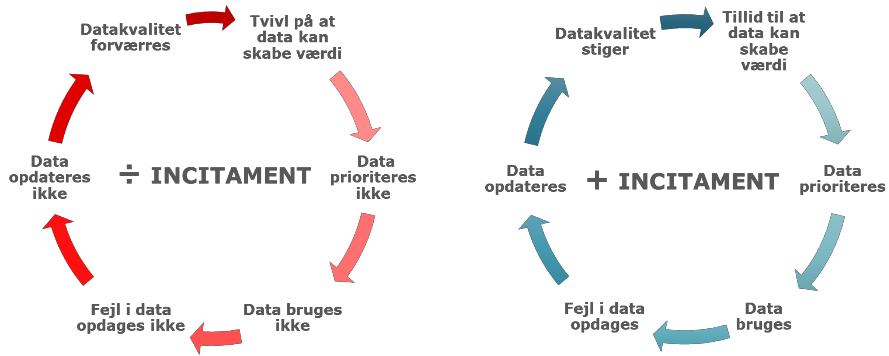 Datakvalitet
forværres
Tvivl på at
data kan
skabe værdi
Data
prioriteres
ikke
Data bruges
ikke
Fejl i data
opdages ikke
Data
opdateres
ikke
÷ INCITAMENT
Datakvalitet
stiger
Tillid til at
data kan
skabe
værdi
Data
prioriteres
Data
bruges
Fejl i data
opdages
Data
opdateres
+ INCITAMENT